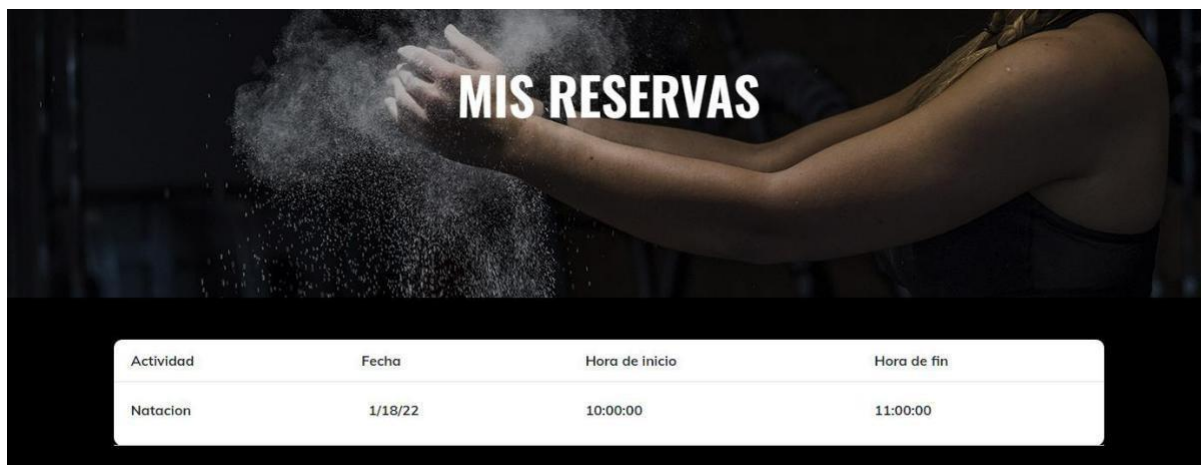 MIS RESERVAS
Actividad Fecha Hora de inicio Hora de fin
Natacion 1/18/22 10:00:00 11:00:00